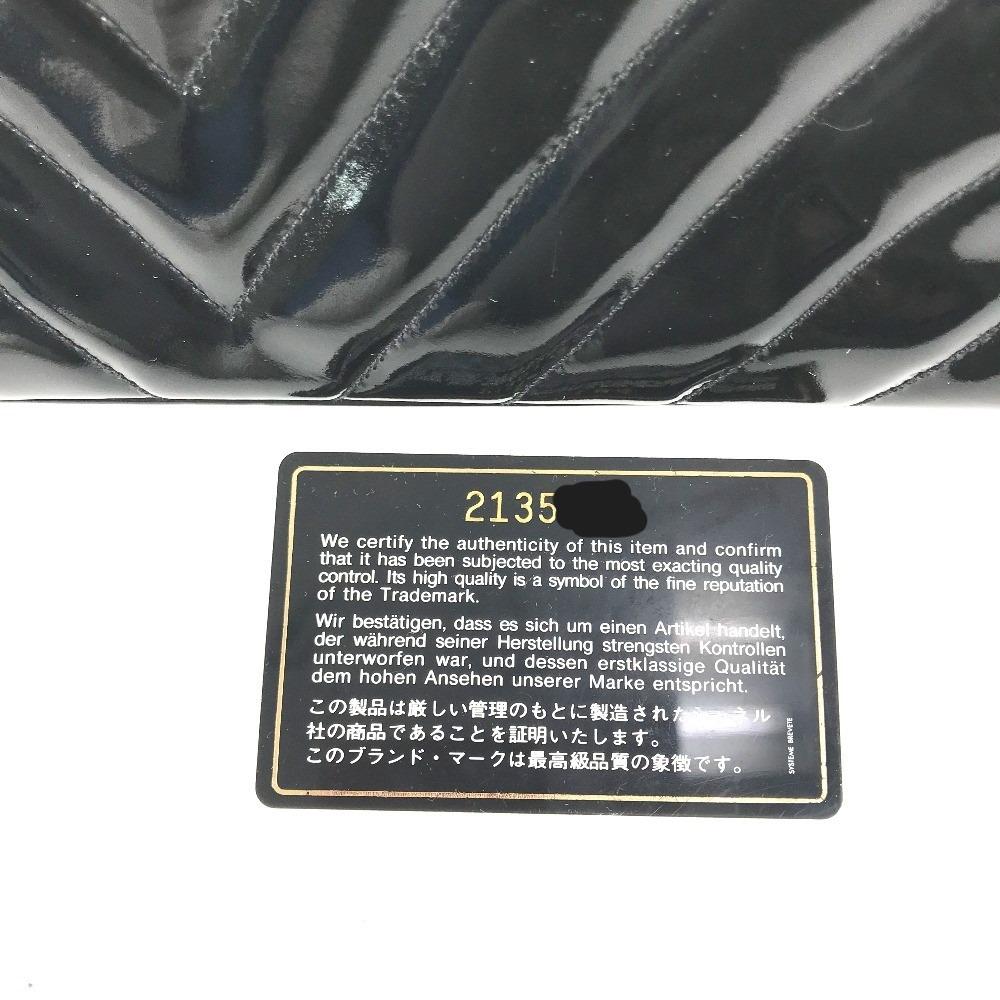 2135
We certify the authenticity of this item and confirm
that it has been subjected to the most exacting quality
control. Its high quality is a symbol of the fine reputation
of the Trademark.
Wir bestätigen, dass es sich um einen Artikel handelt,
der während seiner Herstellung strengsten Kontrollen
unterworfen war, und dessen erstklassige Qualität
dem hohen Ansehen unserer Marke entspricht.
この製品は厳しい管理のもとに製造された ネル
社の商品であることを証明いたします。
このブランド・マークは最高級品質の象徴です。
SYSTEME BREVETE